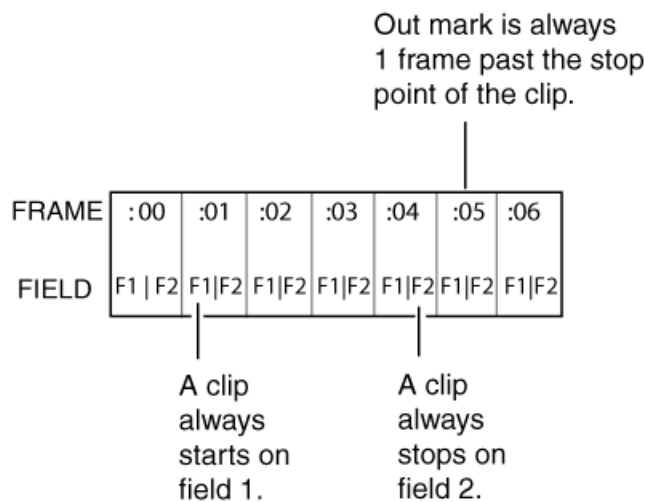 Out mark is always
1 frame past the stop
point of the clip.
FRAME :00 :01 :02 :03 :04 :05 :06
FIELD F1|F2 F1|F2 F1|F2 F1|F2 F1|F2 F1|F2 F1|F2
A clip
always
starts on
field 1.
A clip
always
stops on
field 2.